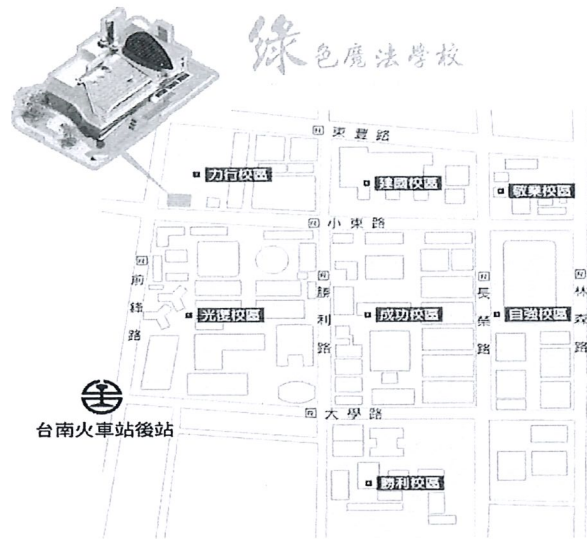 綠色魔法學校
東豐路
力行校區
建國校區
敬業校區
小東路
前鋒路
勝利路
長榮路
林森路
光復校區
成功校區
自強校區
大學路
台南火車站後站
勝利校區